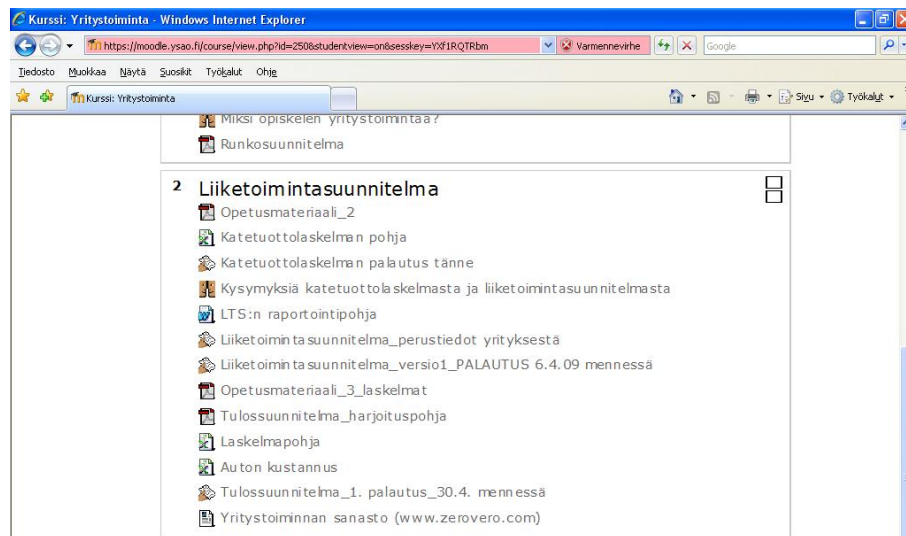 Kurssi: Yritystoiminta - Windows Internet Explorer
https://moodle.ysao.fi/course/view.php?id=250&studentview=on&sesskey=YXF1RQTRbm
Varmennevirhe
Google
Tiedosto Muokkaa Näytä Suosikit Työkalut Ohje
Kurssi: Yritystoiminta
Sivu Työkalut
Miksi opiskelen yritystoimintaa?
Runkosuunnitelma
2 Liiketoimintasuunnitelma
Opetusmateriaali_2
Katetuottolaskelman pohja
Katetuottolaskelman palautus tänne
Kysymyksiä katetuottolaskelmasta ja liiketoimintasuunnitelmasta
LTS:n raportointipohja
Liiketoimintasuunnitelma_perustiedot yrityksestä
Liiketoimintasuunnitelma_versio1_PALAUTUS 6.4.09 mennessä
Opetusmateriaali_3_laskelmat
Tulossuunnitelma_harjoituspohja
Laskelmapohja
Auton kustannus
Tulossuunnitelma_1. palautus_30.4. mennessä
Yritystoiminnan sanasto (www.zerovero.com)